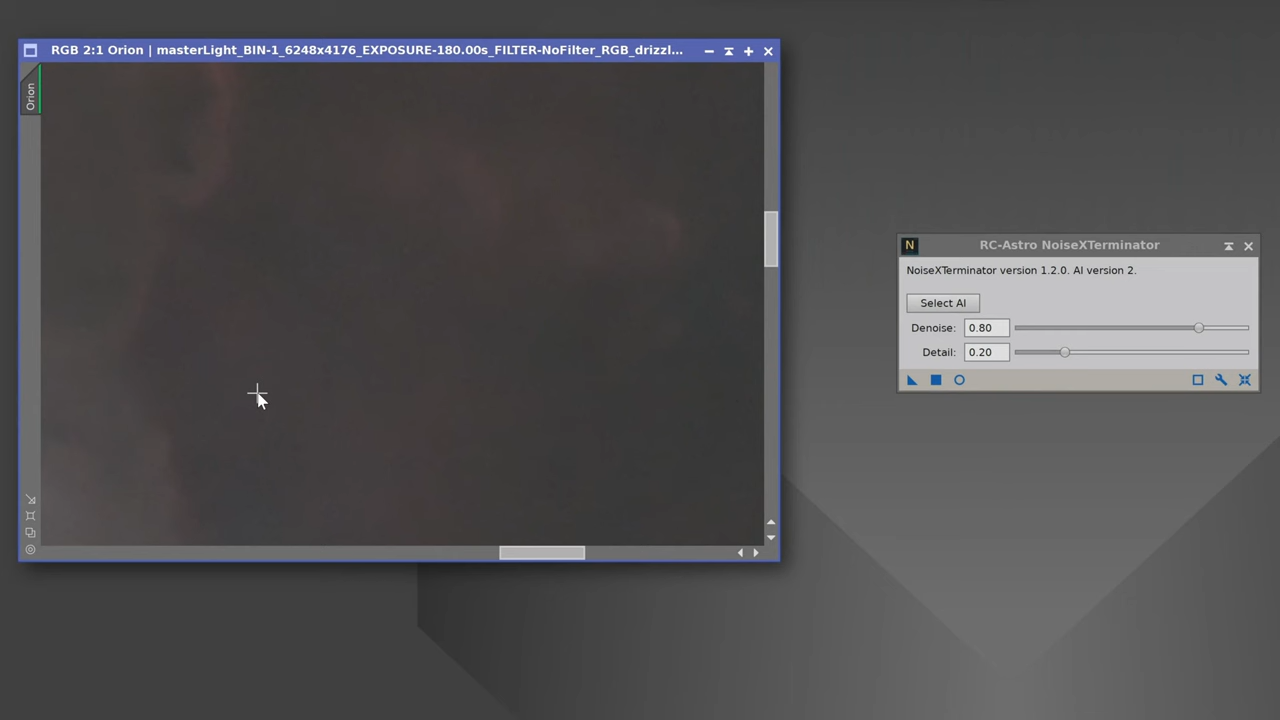 RGB 2:1 Orion | masterLight_BIN-1_6248x4176_EXPOSURE-180.00s_FILTER-NoFilter_RGB_drizzl...
Orion
N
RC-Astro NoiseXTerminator
NoiseXTerminator version 1.2.0. AI version 2.
Select AI
Denoise: 0.80
Detail: 0.20